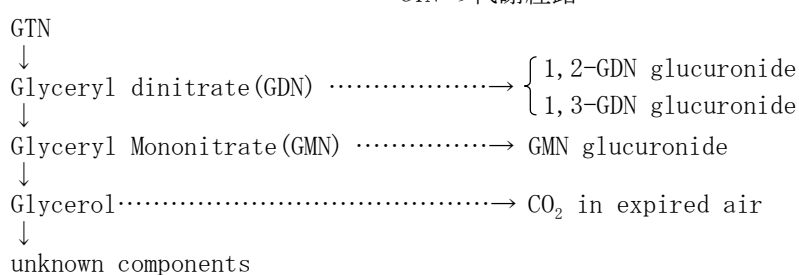 GTN
↓
Glyceryl dinitrate(GDN) ………………→ { 1,2-GDN glucuronide
1,3-GDN glucuronide
↓
Glyceryl Mononitrate(GMN) ……………→ GMN glucuronide
↓
Glycerol……………………………………→ CO₂ in expired air
↓
unknown components